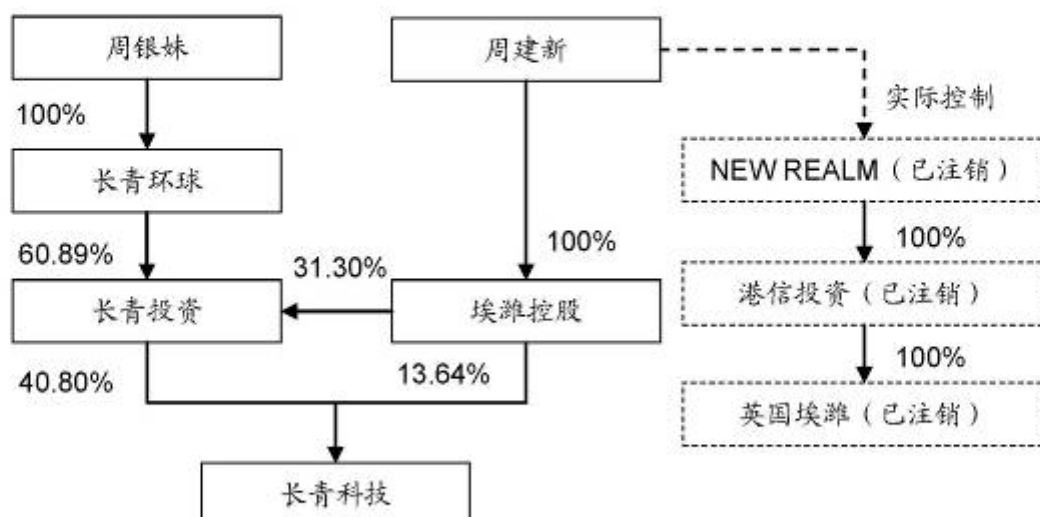 周银妹
周建新
100%
实际控制
长青环球
NEW REALM（已注销）
60.89%
31.30%
100%
100%
长青投资
埃潍控股
港信投资（已注销）
40.80%
13.64%
100%
英国埃潍（已注销）
长青科技